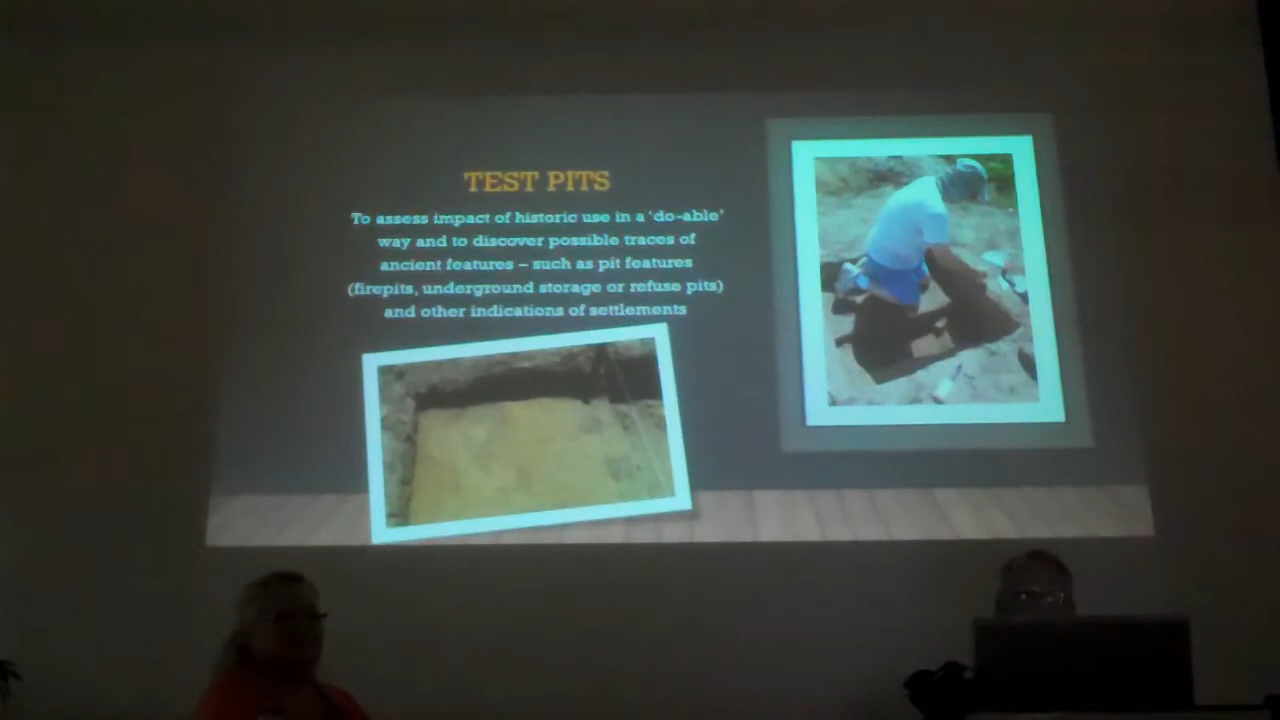 TEST PITS
To assess impact of historic use in a ‘do-able’
way and to discover possible traces of
ancient features – such as pit features
(firepits, underground storage or refuse pits)
and other indications of settlements